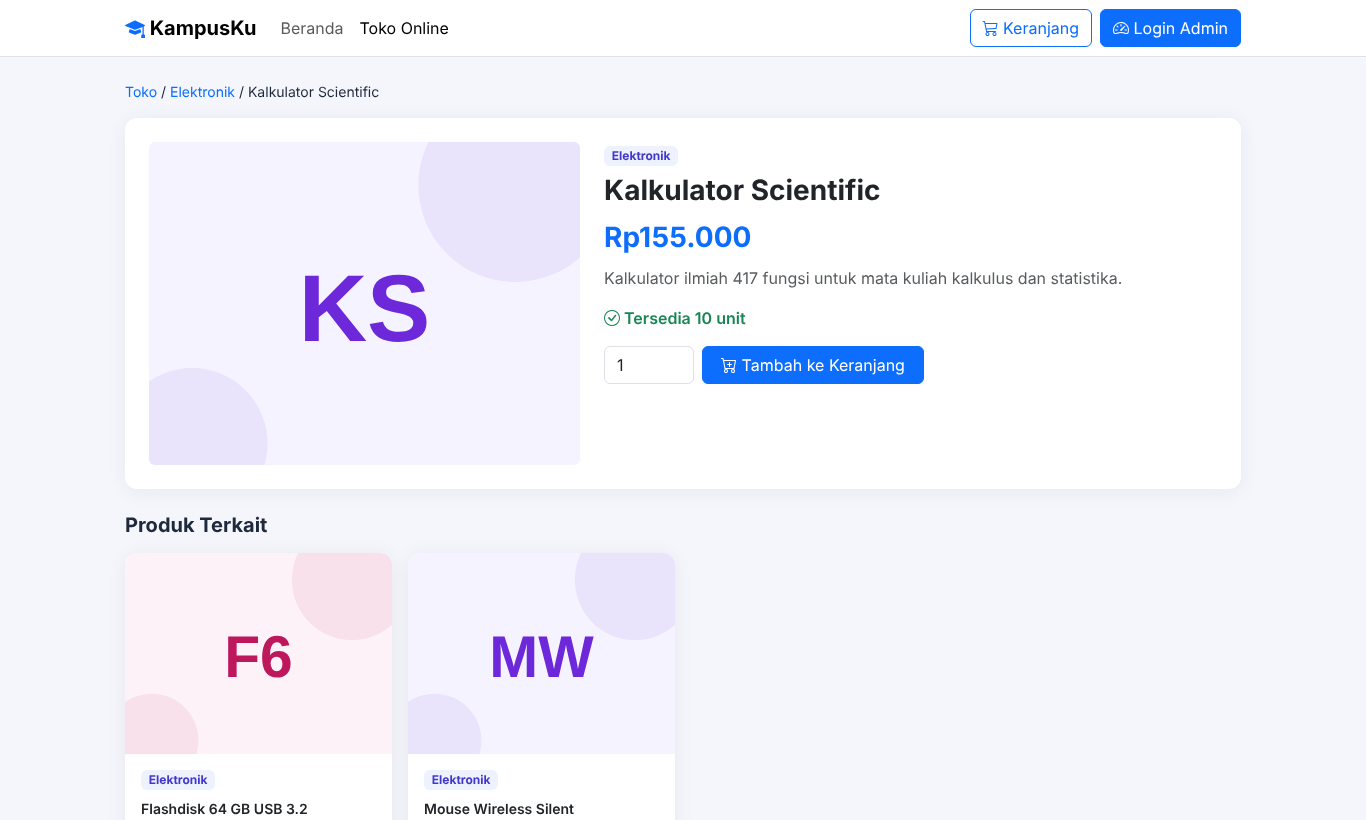 KampusKu Beranda Toko Online Keranjang Login Admin
Toko / Elektronik / Kalkulator Scientific
KS
Elektronik
Kalkulator Scientific
Rp155.000
Kalkulator ilmiah 417 fungsi untuk mata kuliah kalkulus dan statistika.
Tersedia 10 unit
1 Tambah ke Keranjang
Produk Terkait
F6
Elektronik
Flashdisk 64 GB USB 3.2
MW
Elektronik
Mouse Wireless Silent